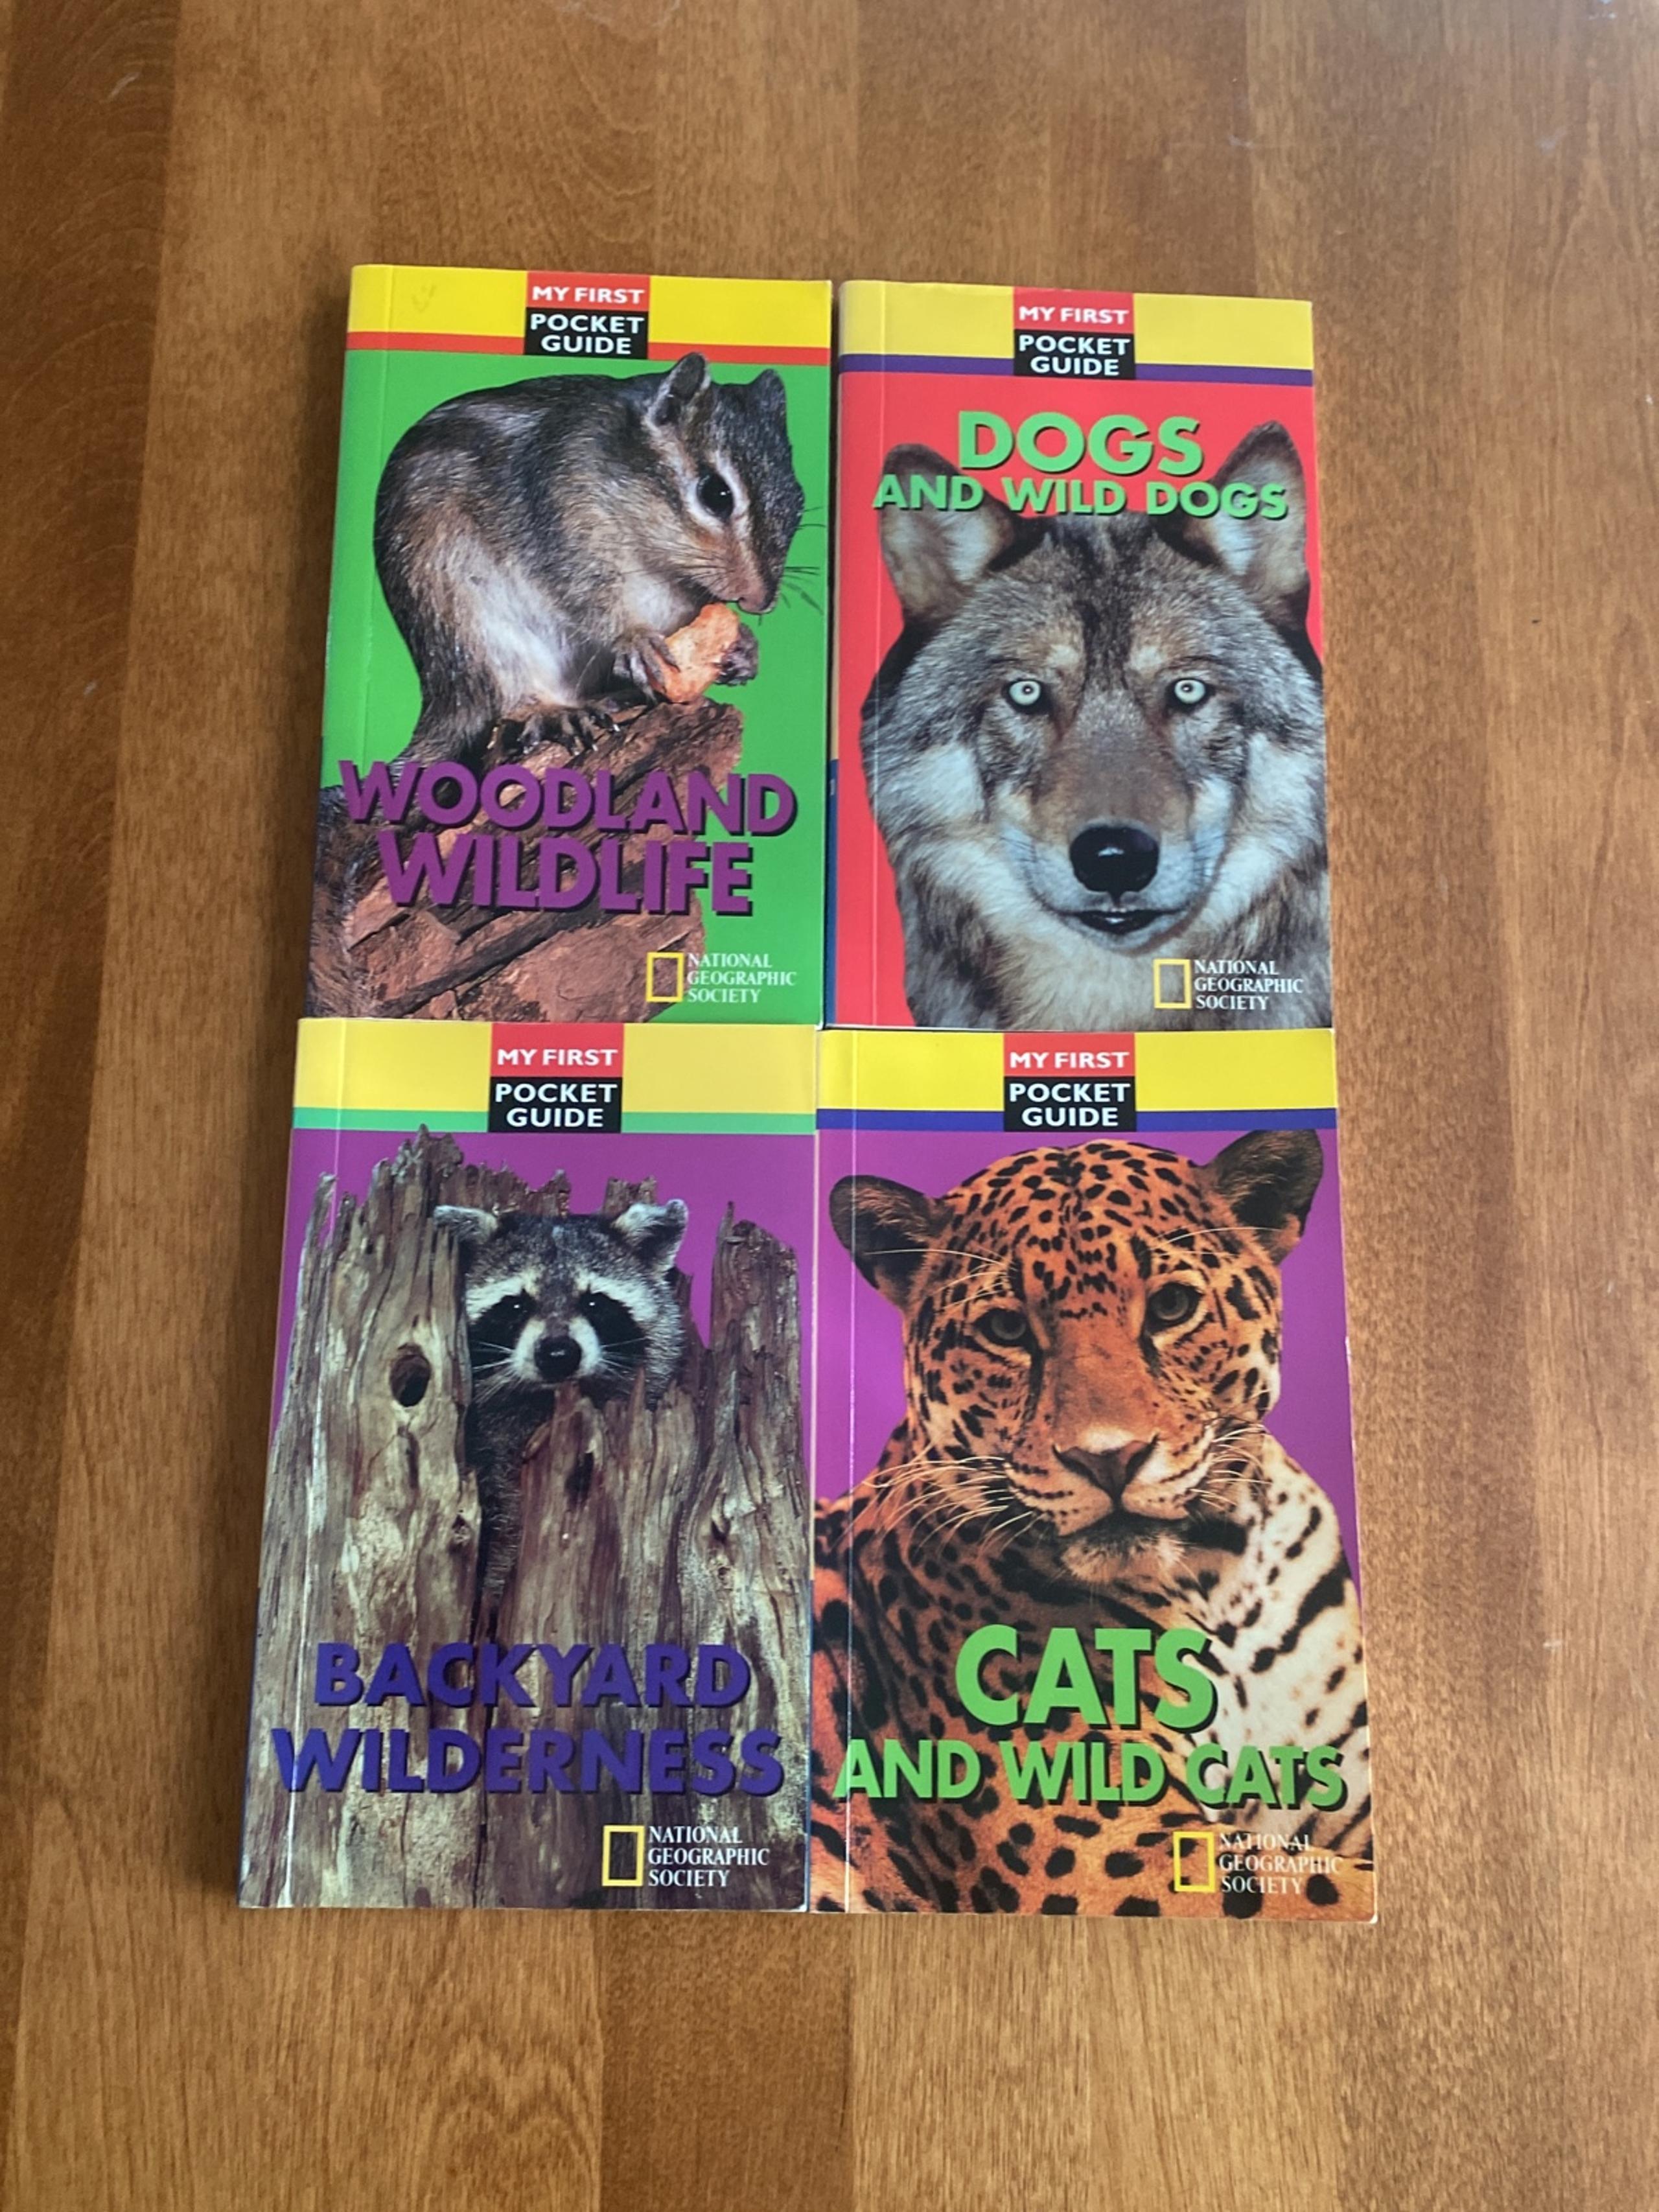 MY FIRST
POCKET
GUIDE
WOODLAND
WILDLIFE
NATIONAL
GEOGRAPHIC
SOCIETY
MY FIRST
POCKET
GUIDE
DOGS
AND WILD DOGS
NATIONAL
GEOGRAPHIC
SOCIETY
MY FIRST
POCKET
GUIDE
BACKYARD
WILDERNESS
NATIONAL
GEOGRAPHIC
SOCIETY
MY FIRST
POCKET
GUIDE
CATS
AND WILD CATS
NATIONAL
GEOGRAPHIC
SOCIETY